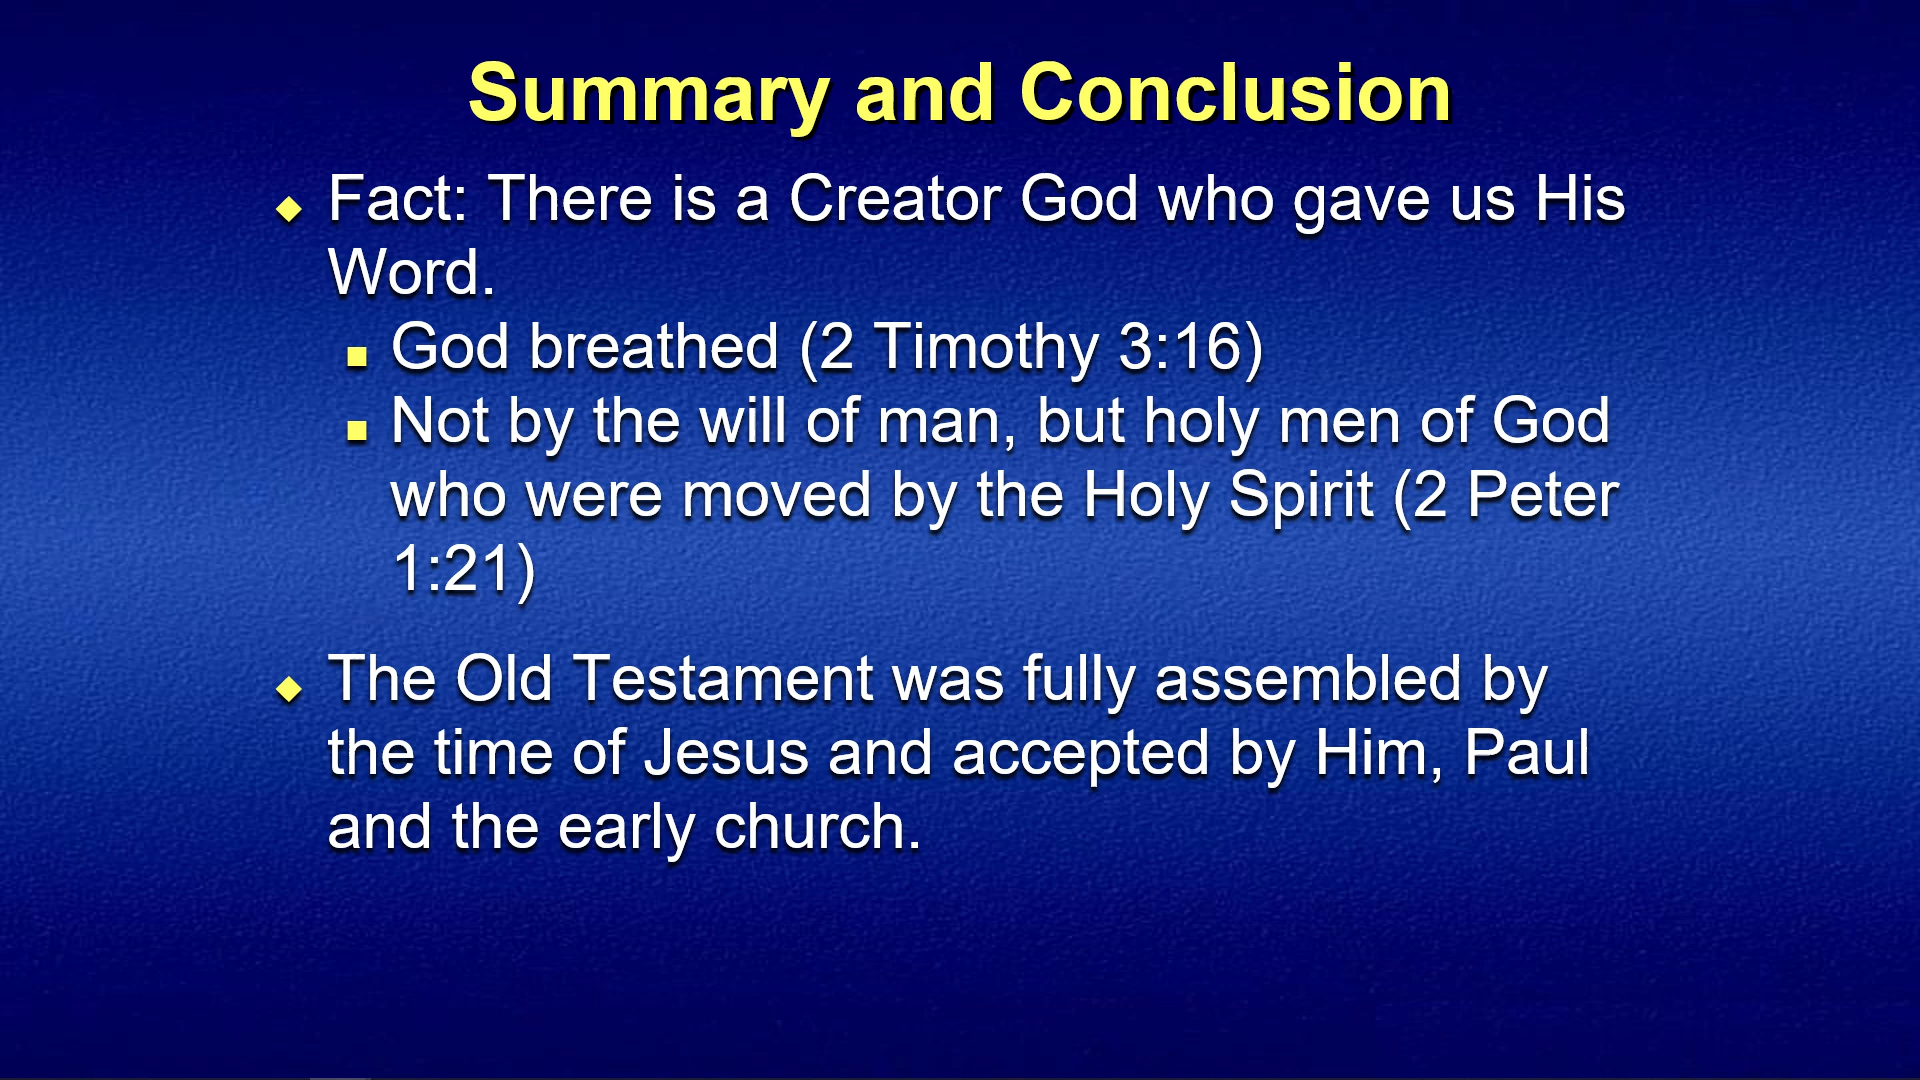 Summary and Conclusion
Fact: There is a Creator God who gave us His
Word.
God breathed (2 Timothy 3:16)
Not by the will of man, but holy men of God
who were moved by the Holy Spirit (2 Peter
1:21)
The Old Testament was fully assembled by
the time of Jesus and accepted by Him, Paul
and the early church.